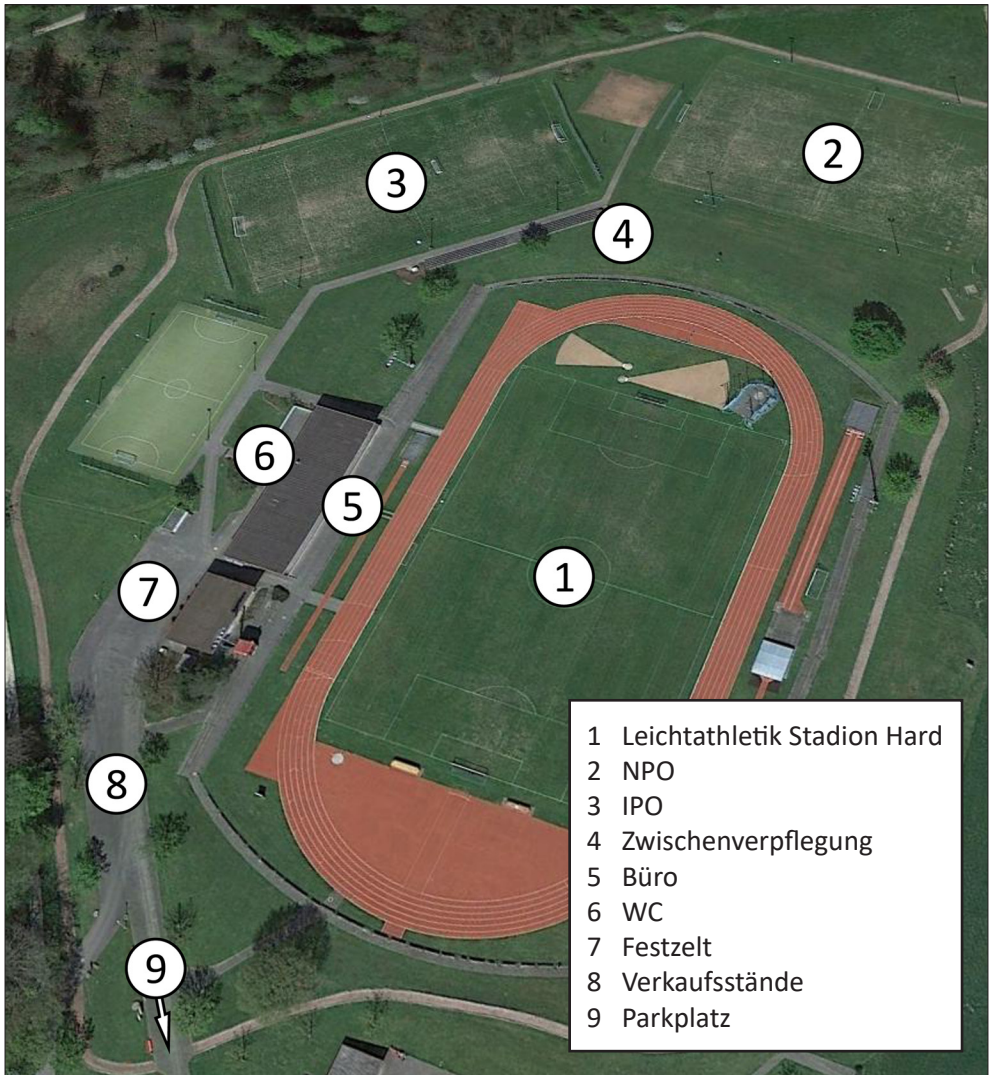 2
3
4
6
5
1
7
8
9
1 Leichtathletik Stadion Hard
2 NPO
3 IPO
4 Zwischenverpflegung
5 Büro
6 WC
7 Festzelt
8 Verkaufsstände
9 Parkplatz